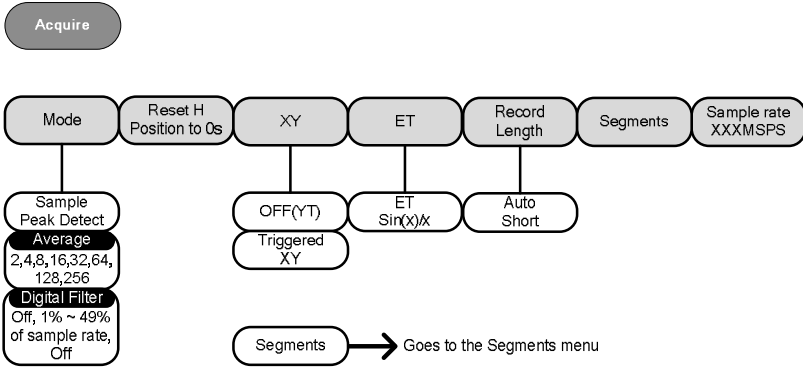 Acquire
Mode
Reset H
Position to 0s
XY
ET
Record
Length
Segments
Sample rate
XXXMSPS
Sample
Peak Detect
Average
2,4,8,16,32,64,
128,256
Digital Filter
Off, 1% ~ 49%
of sample rate,
Off
OFF(YT)
Triggered
XY
ET
Sin(x)/x
Auto
Short
Segments
Goes to the Segments menu